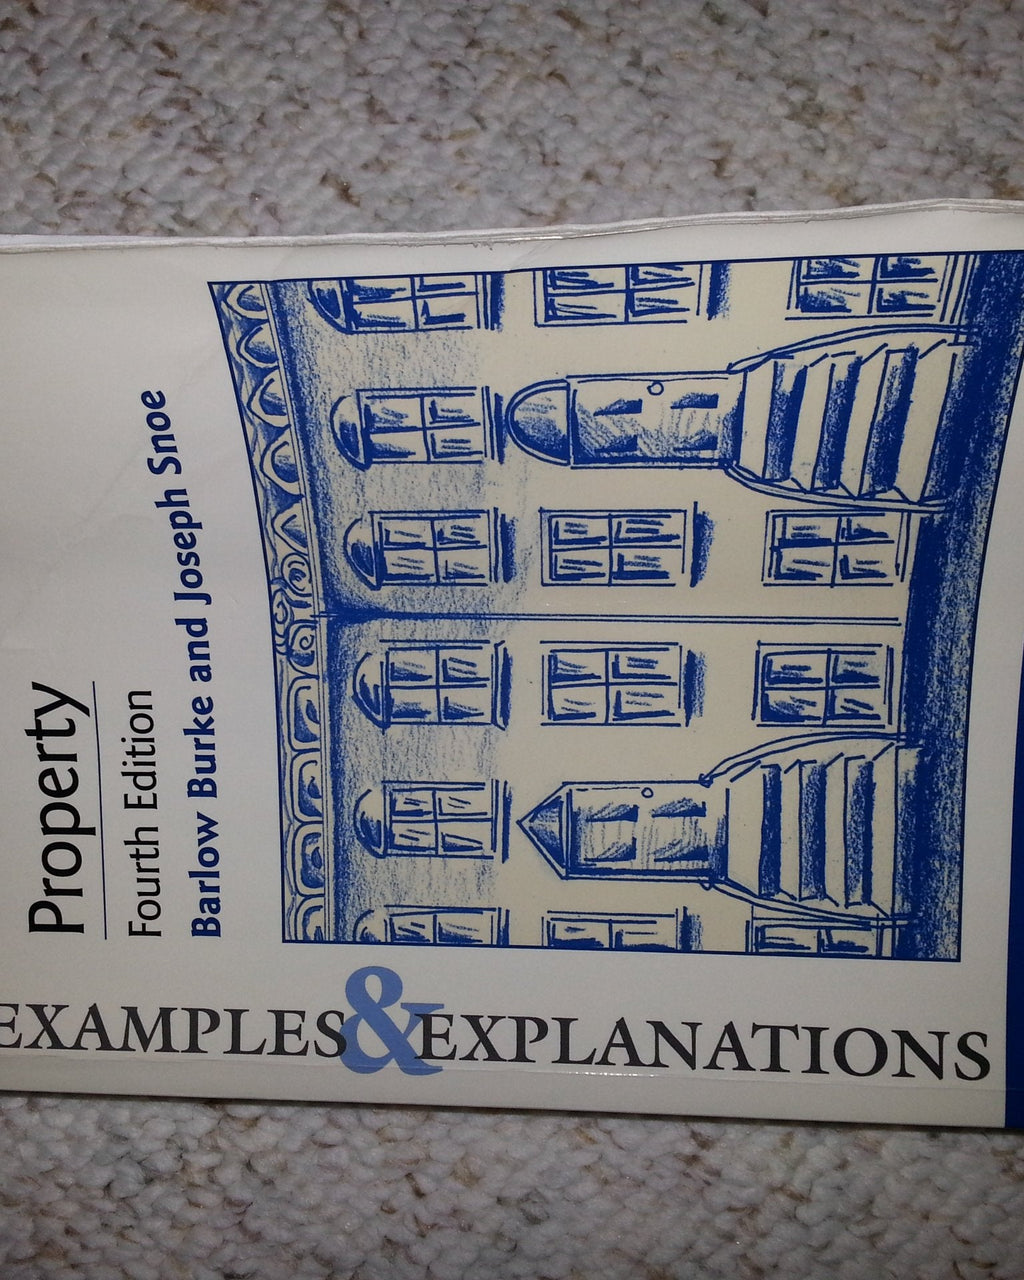 Property
Fourth Edition
Barlow Burke and Joseph Snoe
EXAMPLES & EXPLANATIONS